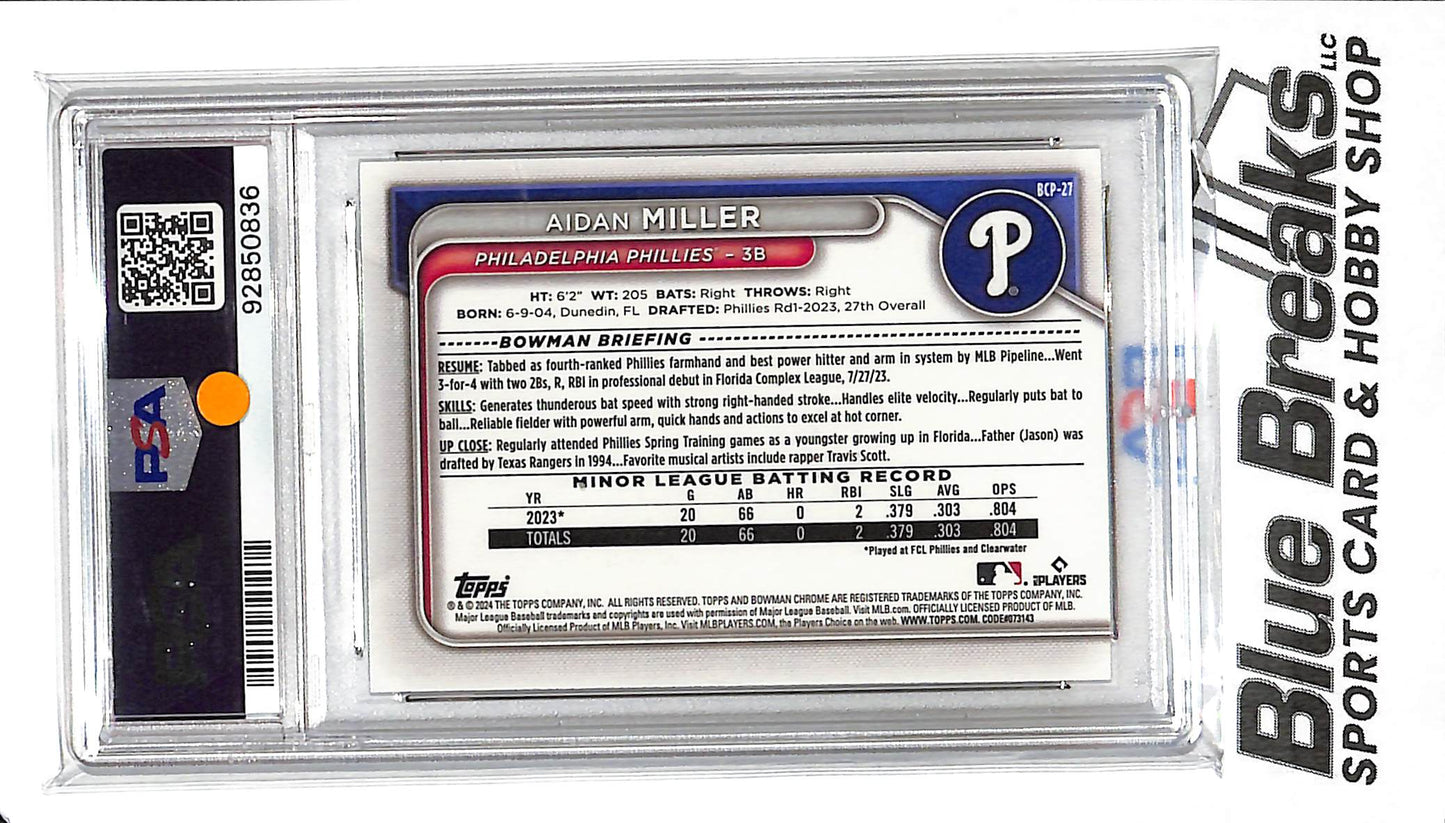 92850836
PSA
BCP-27
AIDAN MILLER
PHILADELPHIA PHILLIES™ – 3B
P
HT: 6'2" WT: 205 BATS: Right THROWS: Right
BORN: 6-9-04, Dunedin, FL DRAFTED: Phillies Rd1-2023, 27th Overall
BOWMAN BRIEFING
RESUME: Tabbed as fourth-ranked Phillies farmhand and best power hitter and arm in system by MLB Pipeline...Went
3-for-4 with two 2Bs, R, RBI in professional debut in Florida Complex League, 7/27/23.
SKILLS: Generates thunderous bat speed with strong right-handed stroke...Handles elite velocity...Regularly puts bat to
ball...Reliable fielder with powerful arm, quick hands and actions to excel at hot corner.
UP CLOSE: Regularly attended Phillies Spring Training games as a youngster growing up in Florida...Father (Jason) was
drafted by Texas Rangers in 1994...Favorite musical artists include rapper Travis Scott.
MINOR LEAGUE BATTING RECORD
YR G AB HR RBI SLG AVG OPS
2023* 20 66 0 2 .379 .303 .804
TOTALS 20 66 0 2 .379 .303 .804
*Played at FCL Phillies and Clearwater
topps
MLB PLAYERS
® & © 2024 THE TOPPS COMPANY, INC. ALL RIGHTS RESERVED. TOPPS AND BOWMAN CHROME ARE REGISTERED TRADEMARKS OF THE TOPPS COMPANY, INC.
Major League Baseball trademarks and copyrights are used with permission of Major League Baseball. Visit MLB.com. OFFICIALLY LICENSED PRODUCT OF MLB.
Officially Licensed Product of MLB Players, Inc. Visit MLBPLAYERS.COM, the Players Choice on the web. WWW.TOPPS.COM. CODE#073143
Blue Breaks LLC
SPORTS CARD & HOBBY SHOP